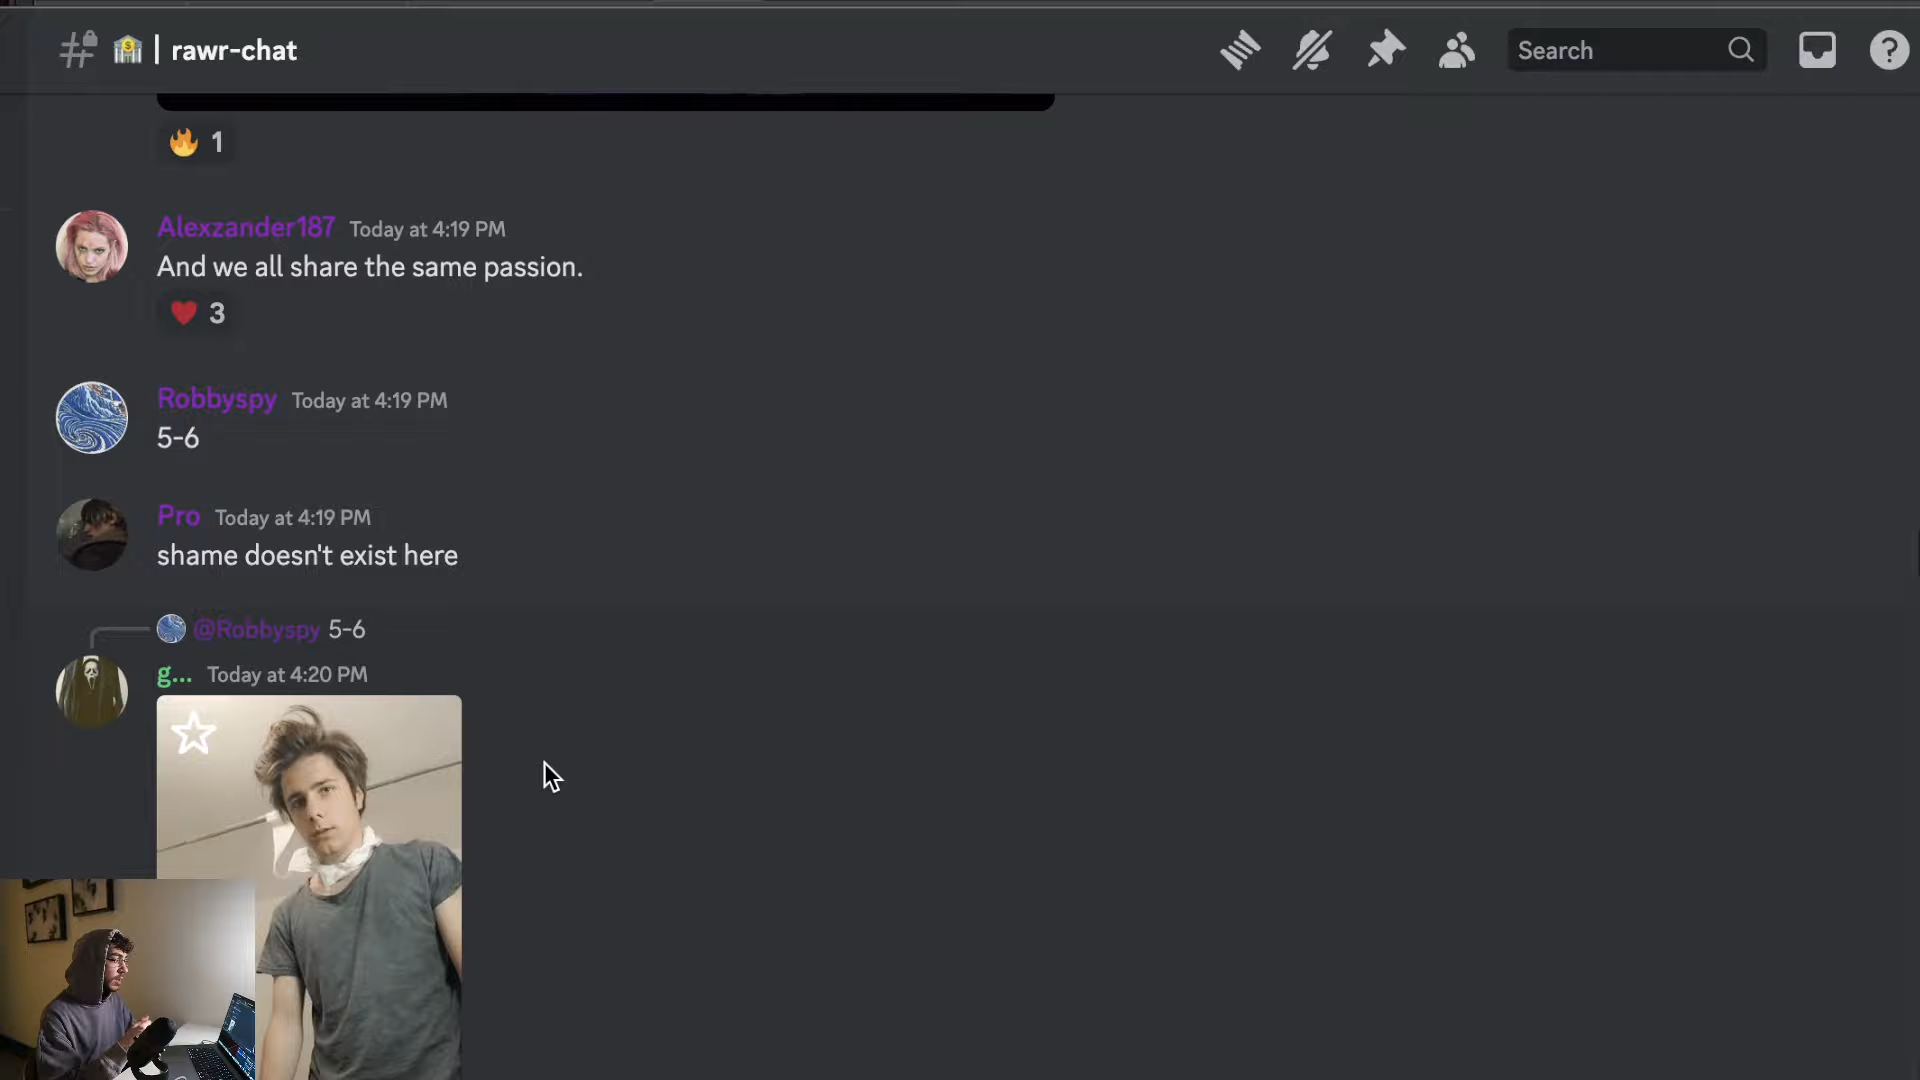 | rawr-chat
Search
1
Alexzander187 Today at 4:19 PM
And we all share the same passion.
3
Robbyspy Today at 4:19 PM
5-6
Pro Today at 4:19 PM
shame doesn't exist here
@Robbyspy 5-6
g... Today at 4:20 PM